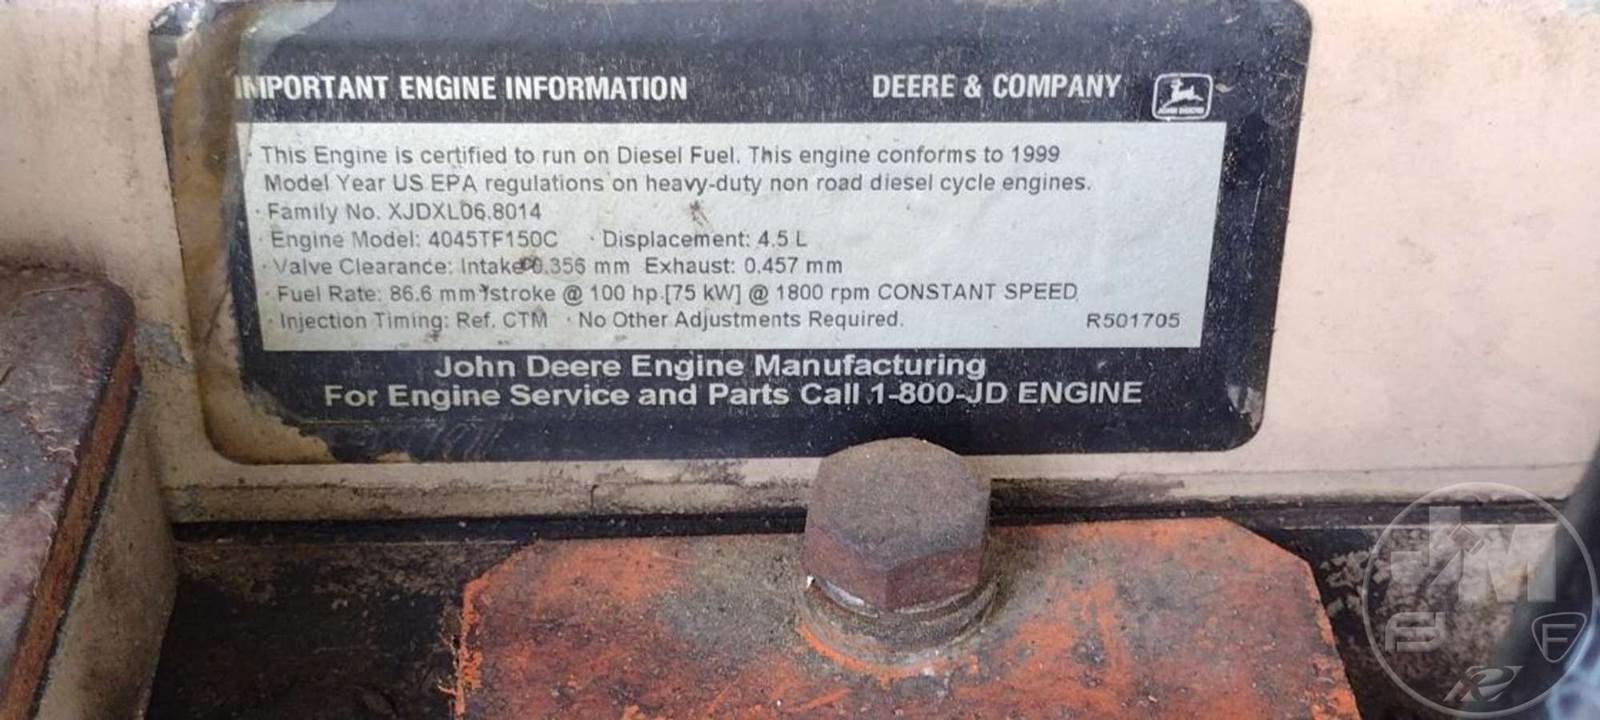 IMPORTANT ENGINE INFORMATION DEERE & COMPANY
JOHN DEERE
This Engine is certified to run on Diesel Fuel. This engine conforms to 1999
Model Year US EPA regulations on heavy-duty non road diesel cycle engines.
· Family No. XJDXL06.8014
· Engine Model: 4045TF150C · Displacement: 4.5 L
· Valve Clearance: Intake 0.356 mm Exhaust: 0.457 mm
· Fuel Rate: 86.6 mm³/stroke @ 100 hp [75 kW] @ 1800 rpm CONSTANT SPEED
· Injection Timing: Ref. CTM · No Other Adjustments Required. R501705
John Deere Engine Manufacturing
For Engine Service and Parts Call 1-800-JD ENGINE